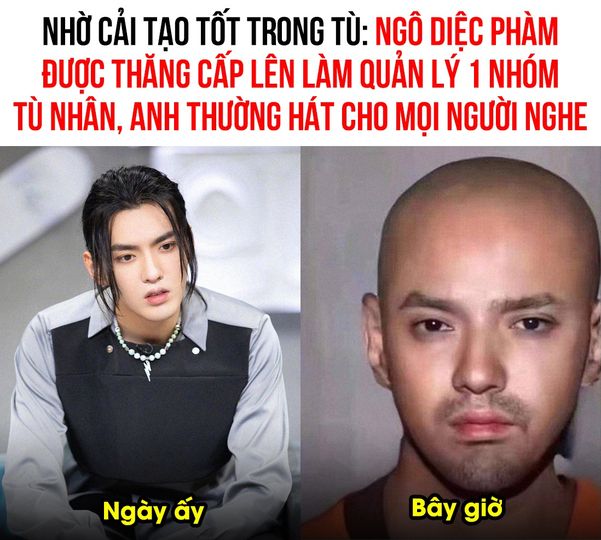 NHỜ CẢI TẠO TỐT TRONG TÙ: NGÔ DIỆC PHÀM
ĐƯỢC THĂNG CẤP LÊN LÀM QUẢN LÝ 1 NHÓM
TÙ NHÂN, ANH THƯỜNG HÁT CHO MỌI NGƯỜI NGHE
Ngày ấy
Bây giờ